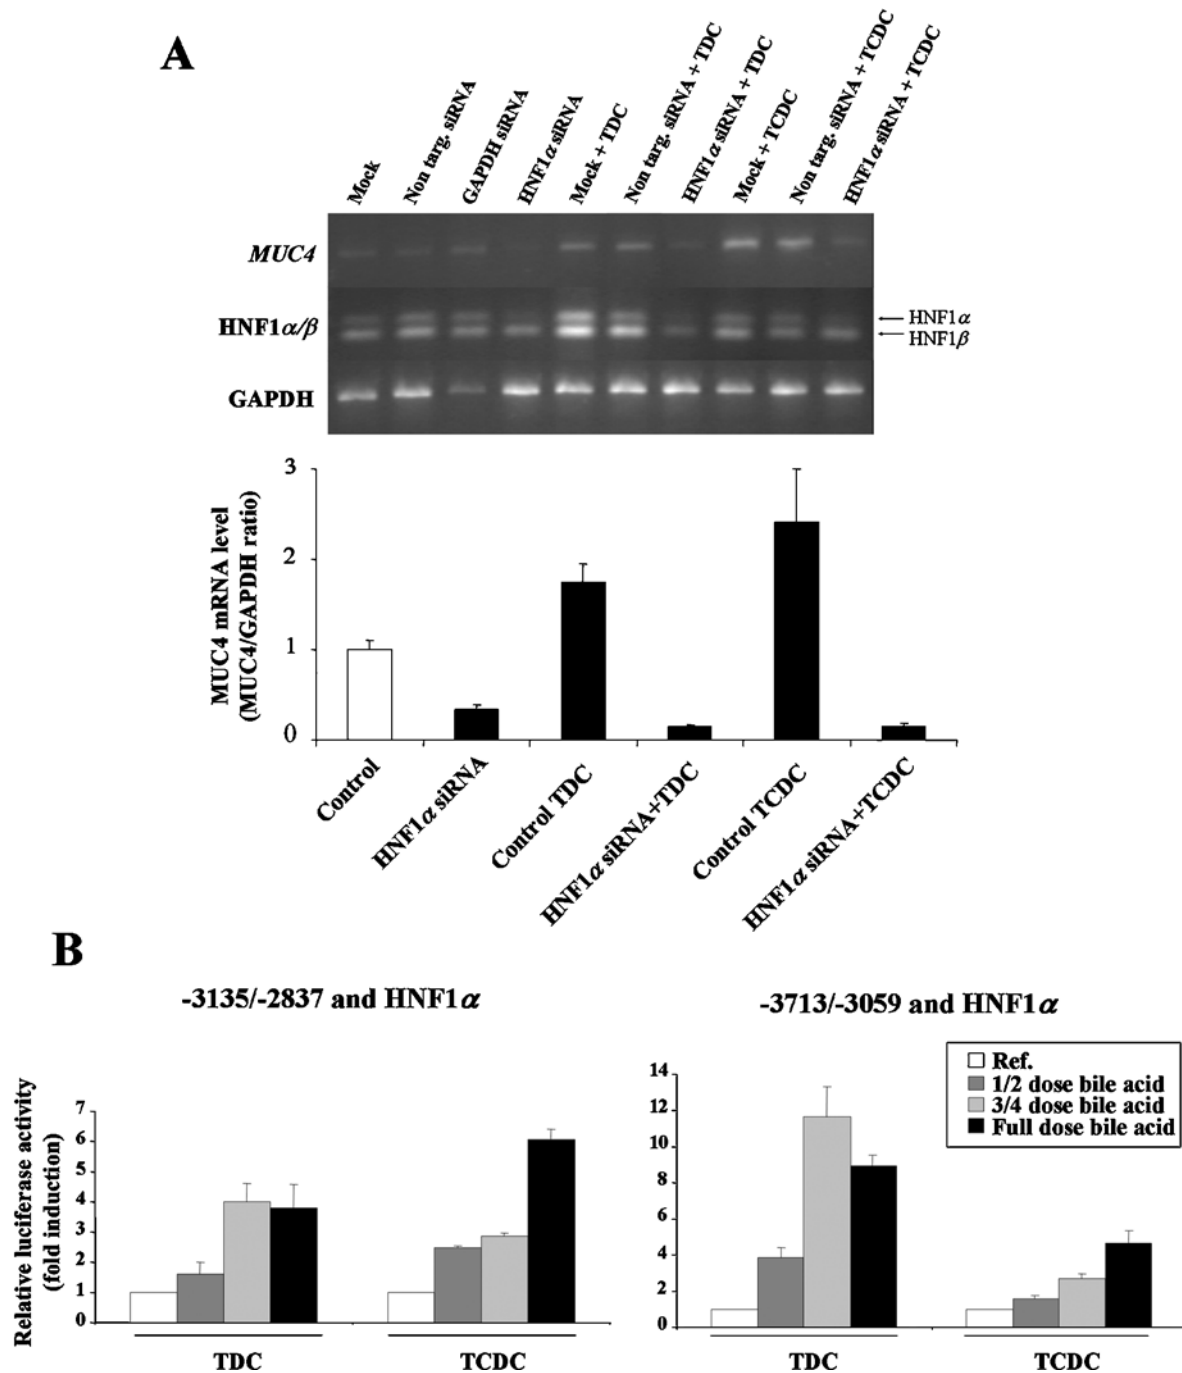 A
Mock
Non targ. siRNA
GAPDH siRNA
HNF1α siRNA
Mock + TDC
Non targ. siRNA + TDC
HNF1α siRNA + TDC
Mock + TCDC
Non targ. siRNA + TCDC
HNF1α siRNA + TCDC
MUC4
HNF1α/β
HNF1α
HNF1β
GAPDH
MUC4 mRNA level
(MUC4/GAPDH ratio)
3
2
1
0
Control
HNF1α siRNA
Control TDC
HNF1α siRNA+TDC
Control TCDC
HNF1α siRNA+TCDC
B
-3135/-2837 and HNF1α
Relative luciferase activity
(fold induction)
7
6
5
4
3
2
1
0
TDC
TCDC
-3713/-3059 and HNF1α
14
12
10
8
6
4
2
0
Ref.
1/2 dose bile acid
3/4 dose bile acid
Full dose bile acid
TDC
TCDC